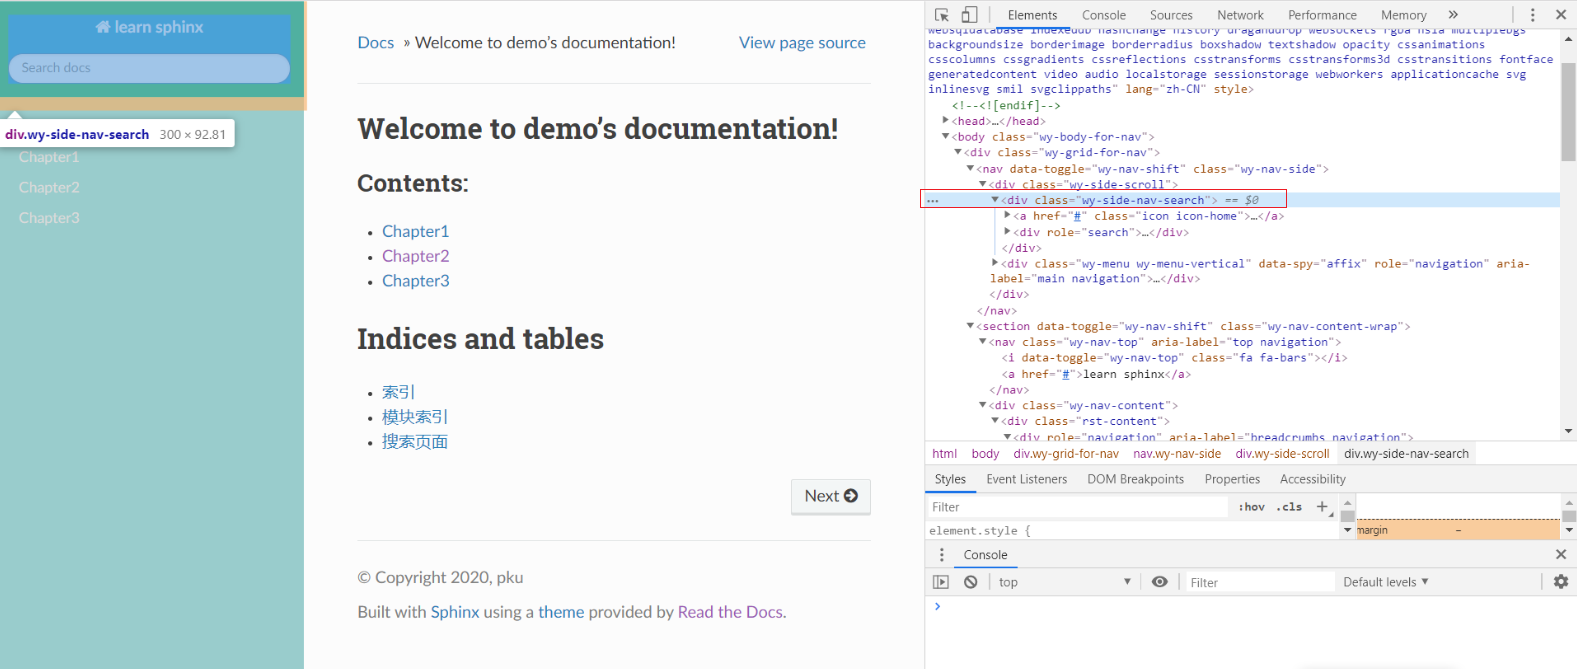 learn sphinx
Search docs
div.wy-side-nav-search 300 × 92.81
Chapter1
Chapter2
Chapter3
Docs » Welcome to demo’s documentation! View page source
Welcome to demo’s documentation!
Contents:
Chapter1
Chapter2
Chapter3
Indices and tables
索引
模块索引
搜索页面
Next
© Copyright 2020, pku
Built with Sphinx using a theme provided by Read the Docs.
Elements Console Sources Network Performance Memory »
websqldatabase indexeddb hashchange history draganddrop websockets rgba hsla multiplebgs
backgroundsize borderimage borderradius boxshadow textshadow opacity cssanimations
csscolumns cssgradients cssreflections csstransforms csstransforms3d csstransitions fontface
generatedcontent video audio localstorage sessionstorage webworkers applicationcache svg
inlinesvg smil svgclippaths" lang="zh-CN" style>
<!--<![endif]-->
<head>…</head>
<body class="wy-body-for-nav">
<div class="wy-grid-for-nav">
<nav data-toggle="wy-nav-shift" class="wy-nav-side">
<div class="wy-side-scroll">
… <div class="wy-side-nav-search"> == $0
<a href="#" class="icon icon-home">…</a>
<div role="search">…</div>
</div>
<div class="wy-menu wy-menu-vertical" data-spy="affix" role="navigation" aria-
label="main navigation">…</div>
</div>
</nav>
<section data-toggle="wy-nav-shift" class="wy-nav-content-wrap">
<nav class="wy-nav-top" aria-label="top navigation">
<i data-toggle="wy-nav-top" class="fa fa-bars"></i>
<a href="#">learn sphinx</a>
</nav>
<div class="wy-nav-content">
<div class="rst-content">
<div role="navigation" aria-label="breadcrumbs navigation">
html body div.wy-grid-for-nav nav.wy-nav-side div.wy-side-scroll div.wy-side-nav-search
Styles Event Listeners DOM Breakpoints Properties Accessibility
Filter :hov .cls +
element.style {
margin –
Console
top Filter Default levels